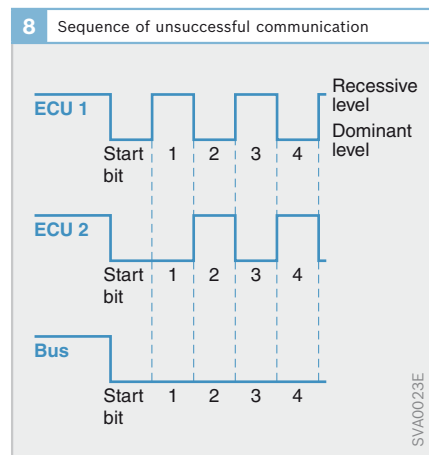 8 Sequence of unsuccessful communication
ECU 1
Recessive
level
Dominant
level
Start 1 2 3 4
bit
ECU 2
Start 1 2 3 4
bit
Bus
Start 1 2 3 4
bit
SVA0023E